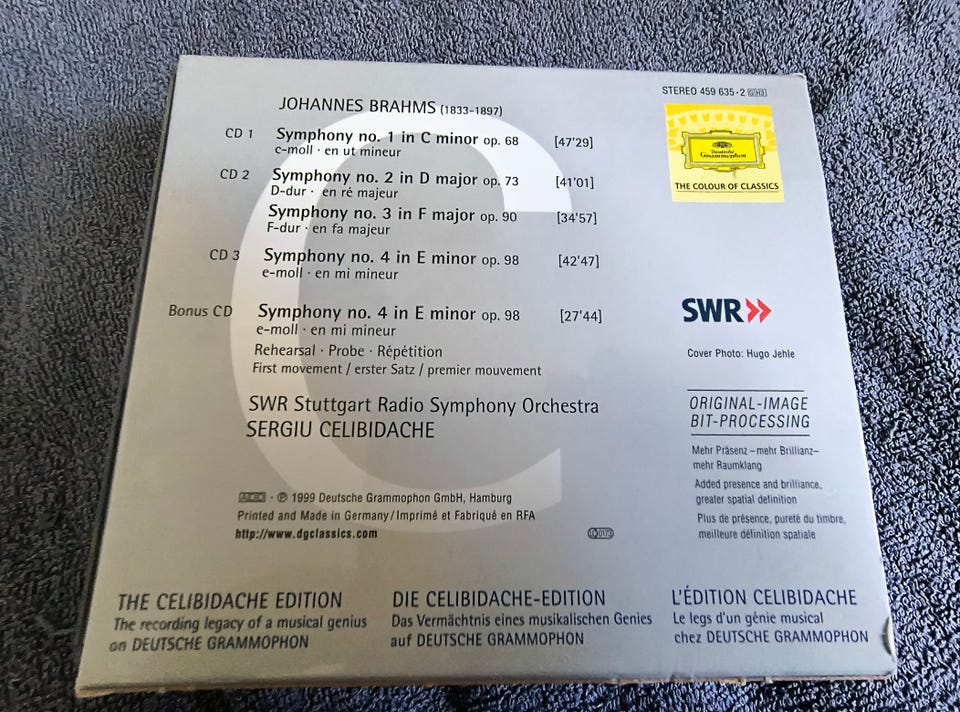 STEREO 459 635-2 GH3
JOHANNES BRAHMS (1833-1897)
CD 1 Symphony no. 1 in C minor op. 68 [47'29]
c-moll · en ut mineur
CD 2 Symphony no. 2 in D major op. 73 [41'01]
D-dur · en ré majeur
Symphony no. 3 in F major op. 90 [34'57]
F-dur · en fa majeur
CD 3 Symphony no. 4 in E minor op. 98 [42'47]
e-moll · en mi mineur
Bonus CD Symphony no. 4 in E minor op. 98 [27'44]
e-moll · en mi mineur
Rehearsal · Probe · Répétition
First movement / erster Satz / premier mouvement
SWR Stuttgart Radio Symphony Orchestra
SERGIU CELIBIDACHE
ADD · ℗ 1999 Deutsche Grammophon GmbH, Hamburg
Printed and Made in Germany / Imprimé et Fabriqué en RFA
http://www.dgclassics.com
Deutsche
Grammophon
THE COLOUR OF CLASSICS
SWR
Cover Photo: Hugo Jehle
ORIGINAL-IMAGE
BIT-PROCESSING
Mehr Präsenz – mehr Brillianz–
mehr Raumklang
Added presence and brilliance,
greater spatial definition
Plus de présence, pureté du timbre,
meilleure définition spatiale
THE CELIBIDACHE EDITION
The recording legacy of a musical genius
on DEUTSCHE GRAMMOPHON
DIE CELIBIDACHE-EDITION
Das Vermächtnis eines musikalischen Genies
auf DEUTSCHE GRAMMOPHON
L'ÉDITION CELIBIDACHE
Le legs d'un génie musical
chez DEUTSCHE GRAMMOPHON